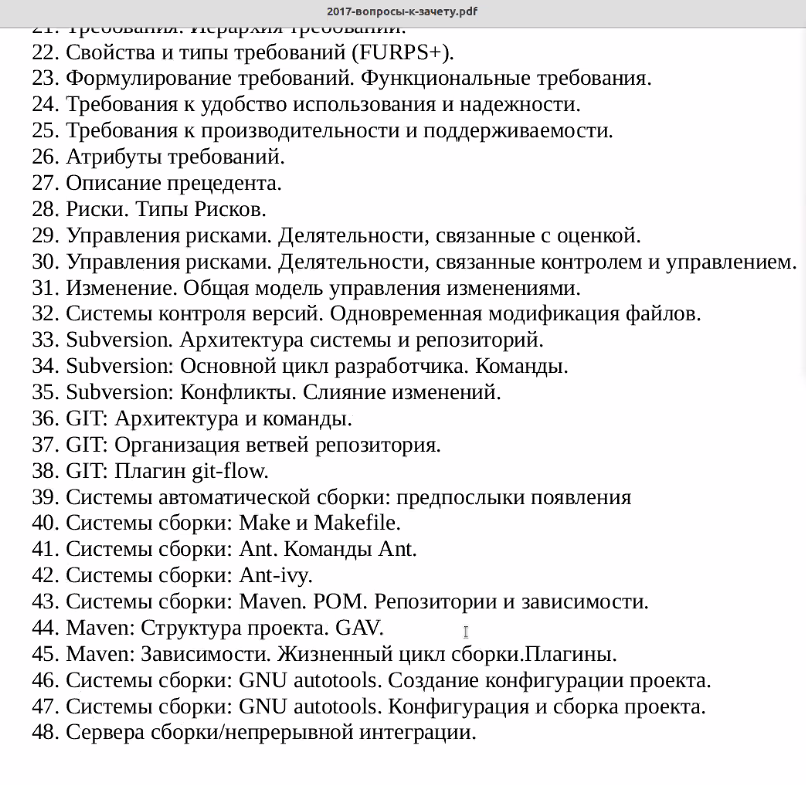 2017-вопросы-к-зачету.pdf
21. Требования. Иерархия требований.
22. Свойства и типы требований (FURPS+).
23. Формулирование требований. Функциональные требования.
24. Требования к удобство использования и надежности.
25. Требования к производительности и поддерживаемости.
26. Атрибуты требований.
27. Описание прецедента.
28. Риски. Типы Рисков.
29. Управления рисками. Делятельности, связанные с оценкой.
30. Управления рисками. Делятельности, связанные контролем и управлением.
31. Изменение. Общая модель управления изменениями.
32. Системы контроля версий. Одновременная модификация файлов.
33. Subversion. Архитектура системы и репозиторий.
34. Subversion: Основной цикл разработчика. Команды.
35. Subversion: Конфликты. Слияние изменений.
36. GIT: Архитектура и команды.
37. GIT: Организация ветвей репозитория.
38. GIT: Плагин git-flow.
39. Системы автоматической сборки: предпослыки появления
40. Системы сборки: Make и Makefile.
41. Системы сборки: Ant. Команды Ant.
42. Системы сборки: Ant-ivy.
43. Системы сборки: Maven. POM. Репозитории и зависимости.
44. Maven: Структура проекта. GAV.
45. Maven: Зависимости. Жизненный цикл сборки.Плагины.
46. Системы сборки: GNU autotools. Создание конфигурации проекта.
47. Системы сборки: GNU autotools. Конфигурация и сборка проекта.
48. Сервера сборки/непрерывной интеграции.